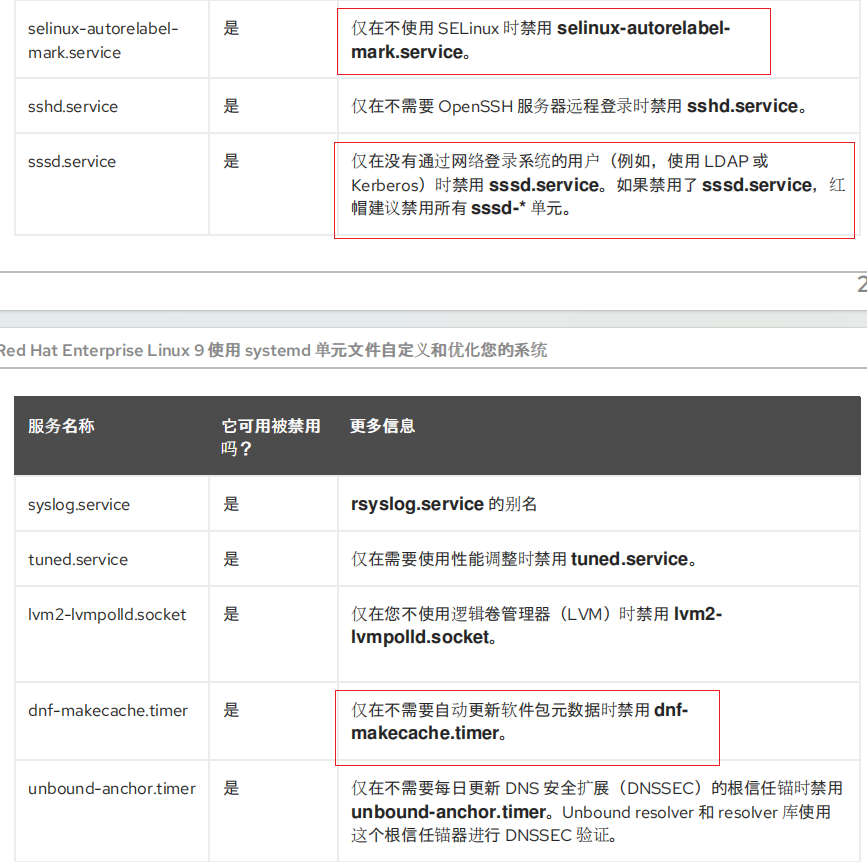 selinux-autorelabel-
mark.service
是
仅在不使用 SELinux 时禁用 selinux-autorelabel-
mark.service。
sshd.service
是
仅在不需要 OpenSSH 服务器远程登录时禁用 sshd.service。
sssd.service
是
仅在没有通过网络登录系统的用户（例如，使用 LDAP 或
Kerberos）时禁用 sssd.service。如果禁用了 sssd.service，红
帽建议禁用所有 sssd-* 单元。
2
Red Hat Enterprise Linux 9 使用 systemd 单元文件自定义和优化您的系统
服务名称
它可用被禁用
吗？
更多信息
syslog.service
是
rsyslog.service 的别名
tuned.service
是
仅在需要使用性能调整时禁用 tuned.service。
lvm2-lvmpolld.socket
是
仅在您不使用逻辑卷管理器（LVM）时禁用 lvm2-
lvmpolld.socket。
dnf-makecache.timer
是
仅在不需要自动更新软件包元数据时禁用 dnf-
makecache.timer。
unbound-anchor.timer
是
仅在不需要每日更新 DNS 安全扩展（DNSSEC）的根信任锚时禁用
unbound-anchor.timer。Unbound resolver 和 resolver 库使用
这个根信任锚器进行 DNSSEC 验证。